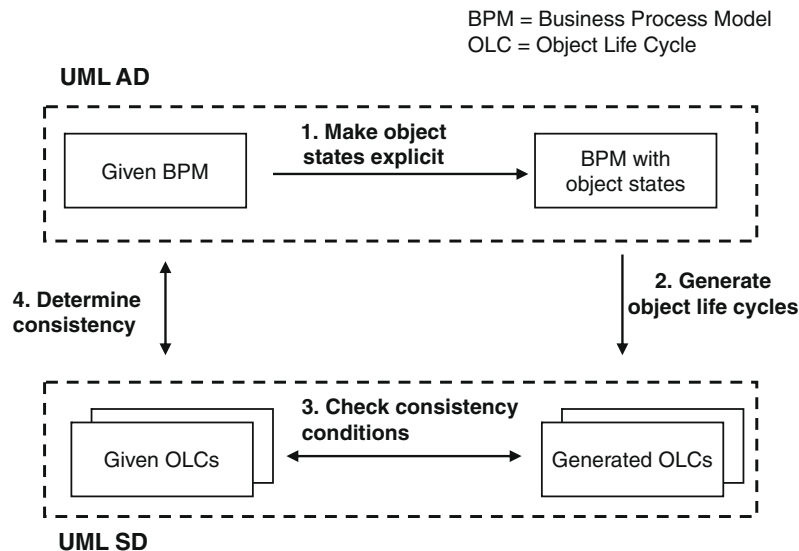 BPM = Business Process Model
OLC = Object Life Cycle
UML AD
1. Make object
states explicit
Given BPM
BPM with
object states
4. Determine
consistency
2. Generate
object life cycles
3. Check consistency
conditions
Given OLCs
Generated OLCs
UML SD